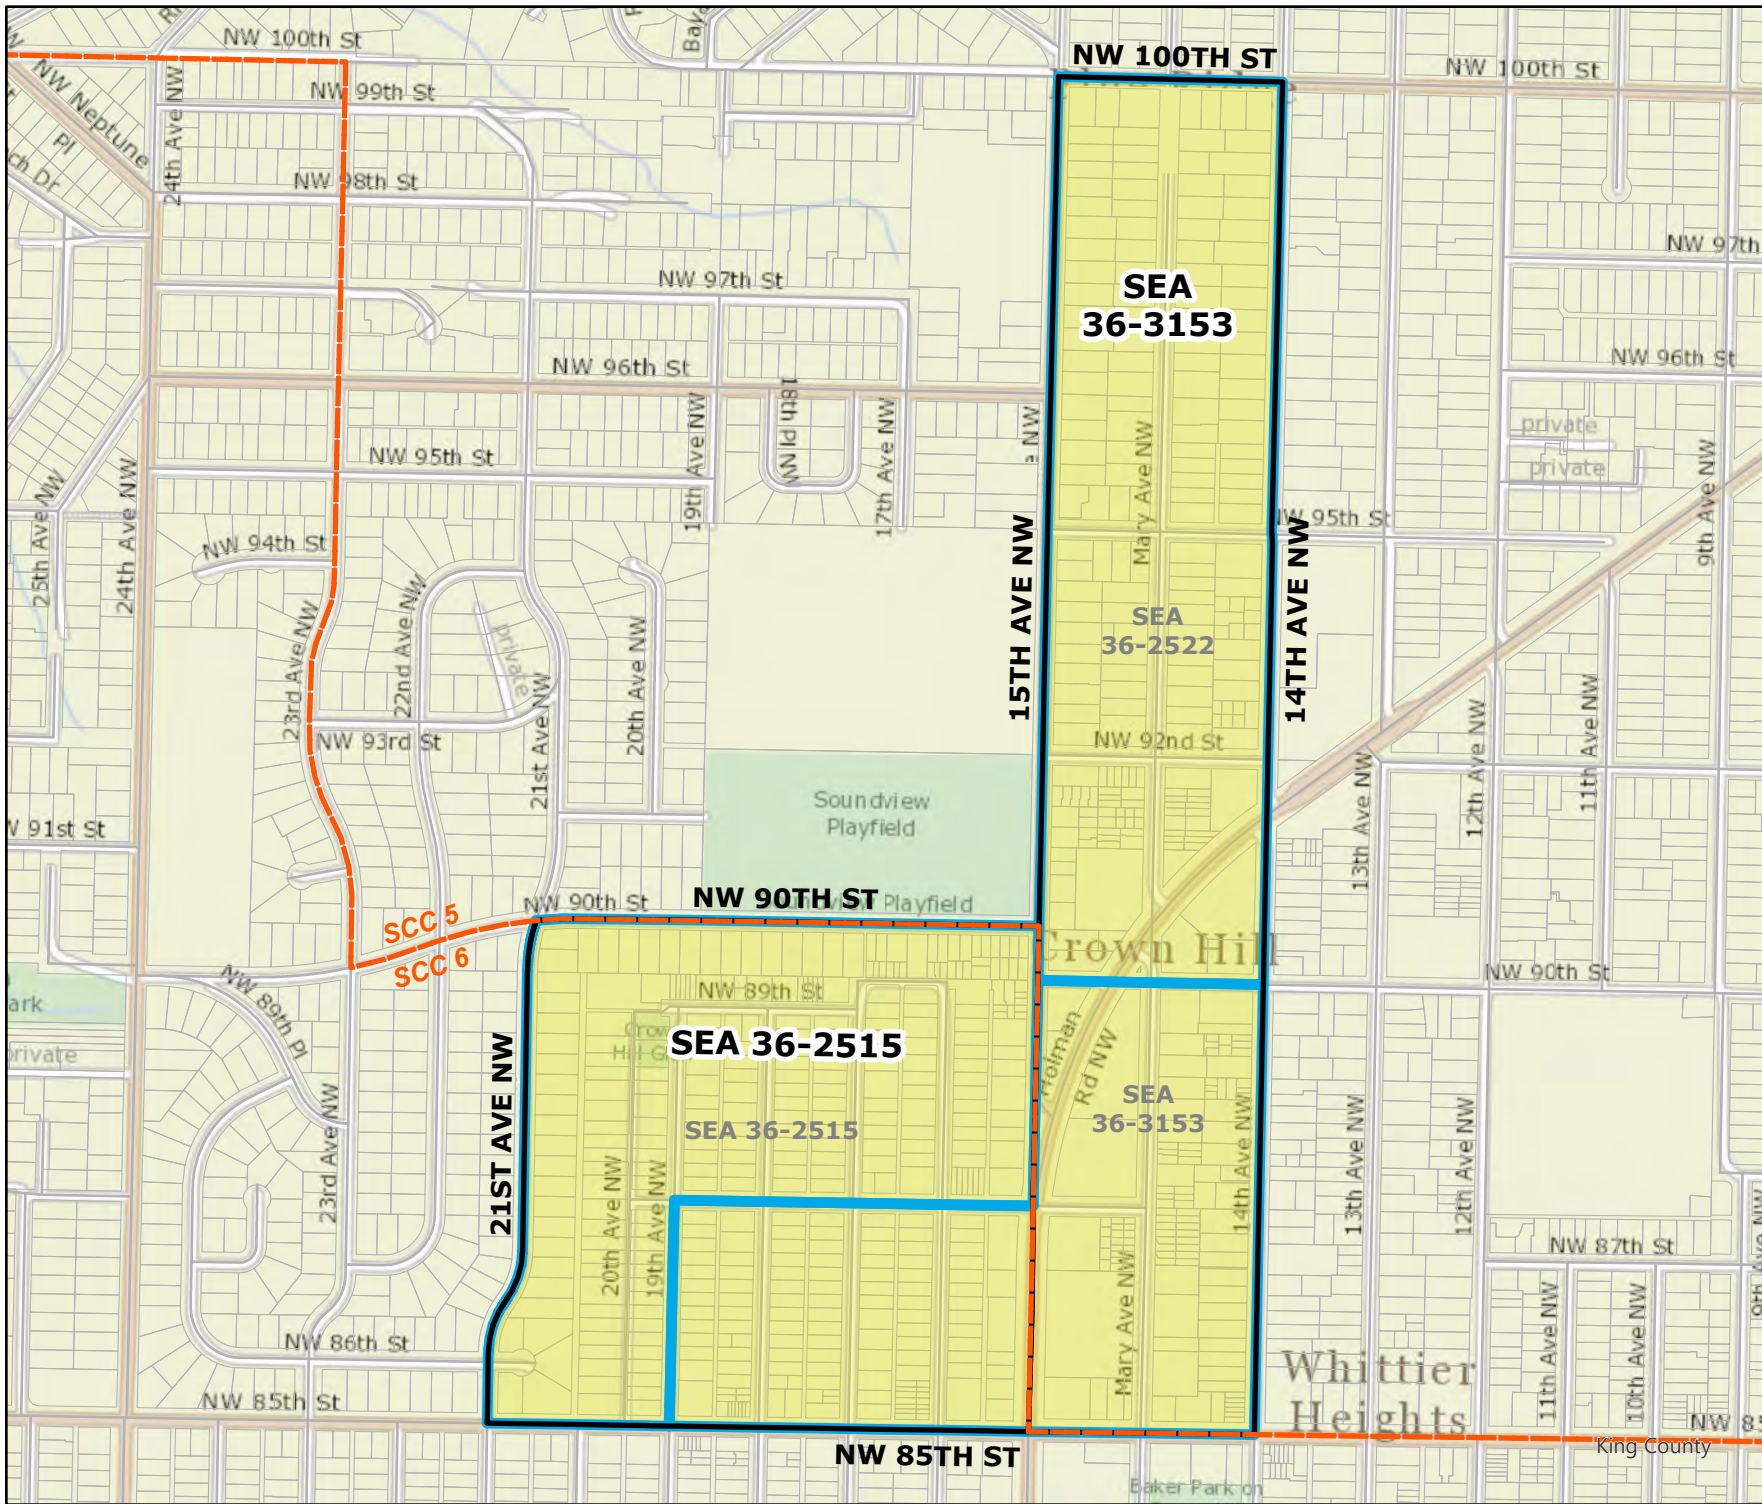 NW 100th St
NW 100TH ST
NW 100th St
NW 99th St
NW Neptune
Pl
24th Ave NW
NW 98th St
NW 97th
NW 97th St
SEA
36-3153
NW 96th St
NW 96th St
18th Pl NW
19th Ave NW
17th Ave NW
Mary Ave NW
private
private
9th Ave NW
NW 95th St
NW 95th St
25th Ave NW
24th Ave NW
NW 94th St
15TH AVE NW
14TH AVE NW
22nd Ave NW
23rd Ave NW
private
20th Ave NW
21st Ave NW
SEA
36-2522
NW 93rd St
NW 92nd St
12th Ave NW
11th Ave NW
13th Ave NW
Soundview
Playfield
91st St
NW 90th St
NW 90TH ST
Soundview Playfield
SCC 5
SCC 6
Crown Hill
NW 90th St
NW 89th Pl
NW 89th St
SEA 36-2515
private
Holman
Rd NW
21ST AVE NW
SEA
36-3153
SEA 36-2515
23rd Ave NW
20th Ave NW
19th Ave NW
14th Ave NW
13th Ave NW
12th Ave NW
NW 87th St
Mary Ave NW
11th Ave NW
10th Ave NW
NW 86th St
Whittier
Heights
NW 85th St
NW 85
King County
NW 85TH ST
Baker Park on